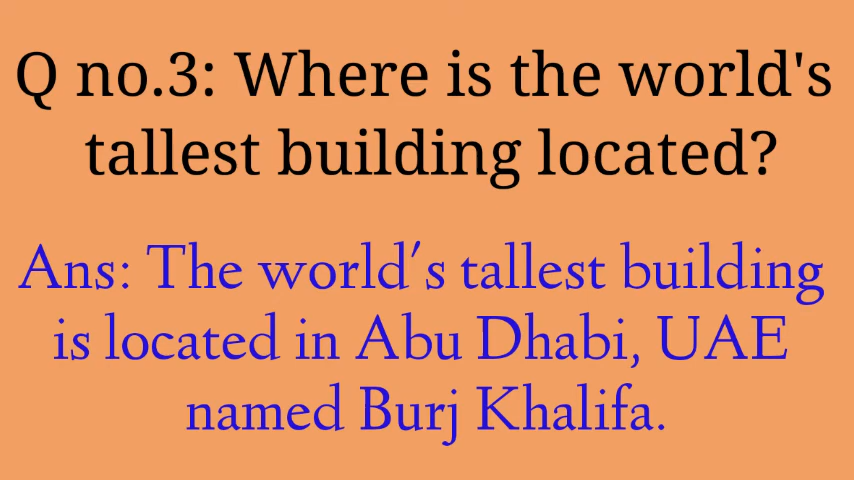 Q no.3: Where is the world's
tallest building located?
Ans: The world's tallest building
is located in Abu Dhabi, UAE
named Burj Khalifa.